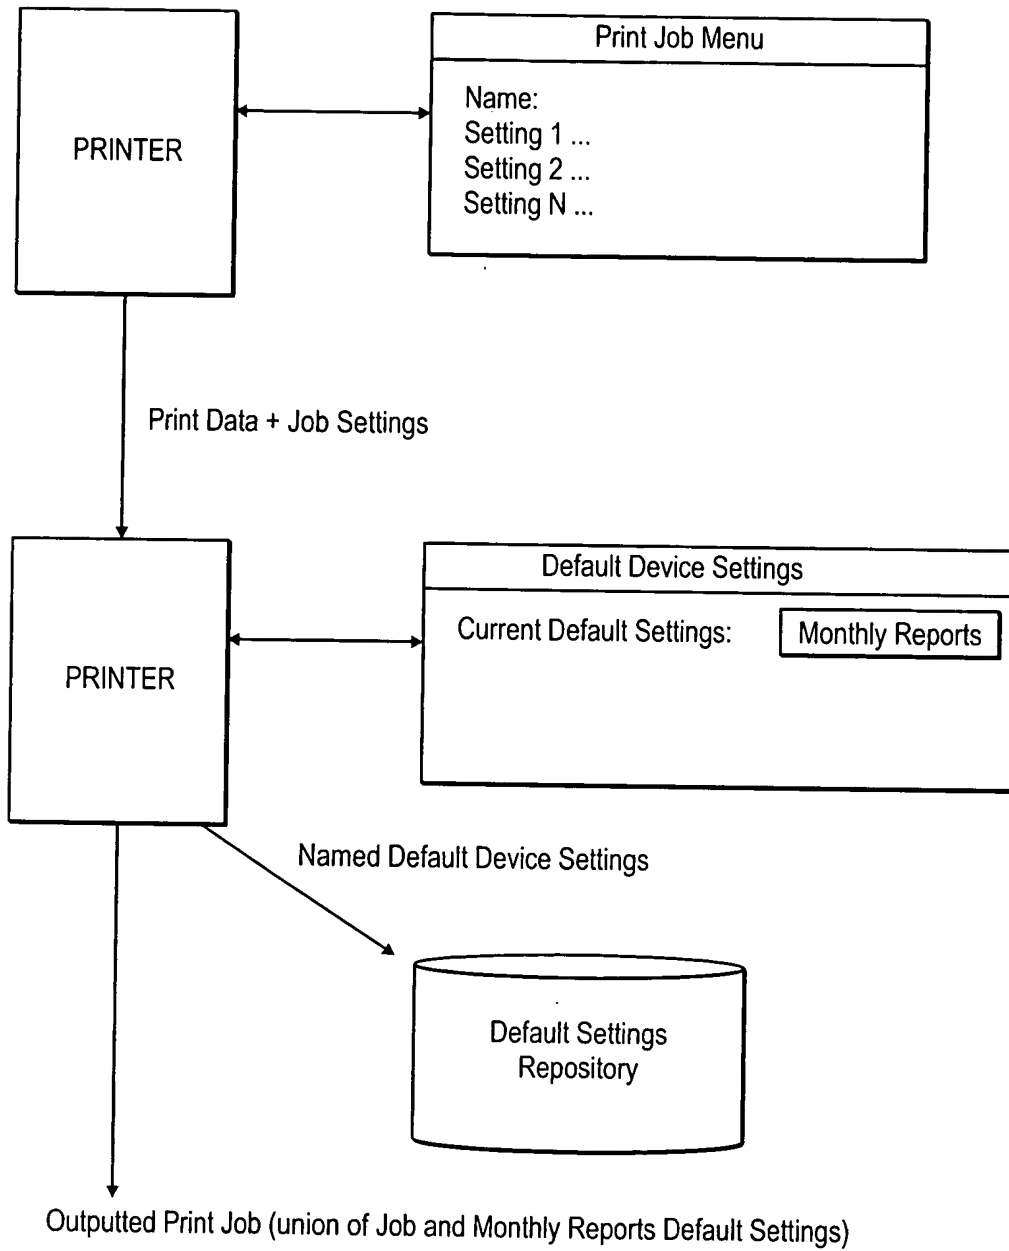 Print Job Menu
PRINTER
Name:
Setting 1 ...
Setting 2 ...
Setting N ...
Print Data + Job Settings
Default Device Settings
PRINTER
Current Default Settings:
Monthly Reports
Named Default Device Settings
Default Settings
Repository
Outputted Print Job (union of Job and Monthly Reports Default Settings)